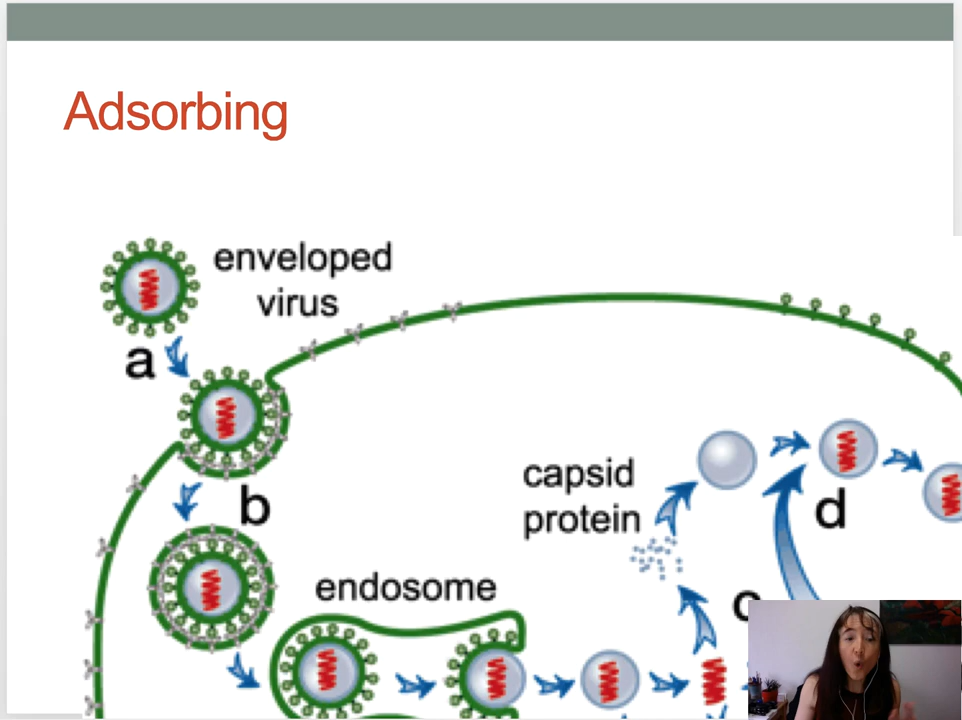 Adsorbing
enveloped
virus
a
b
capsid
protein
d
endosome
c